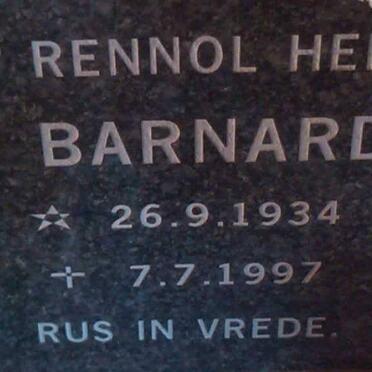 RENNOL
BARNARD
26.9.1934
7.7.1997
RUS IN VREDE.